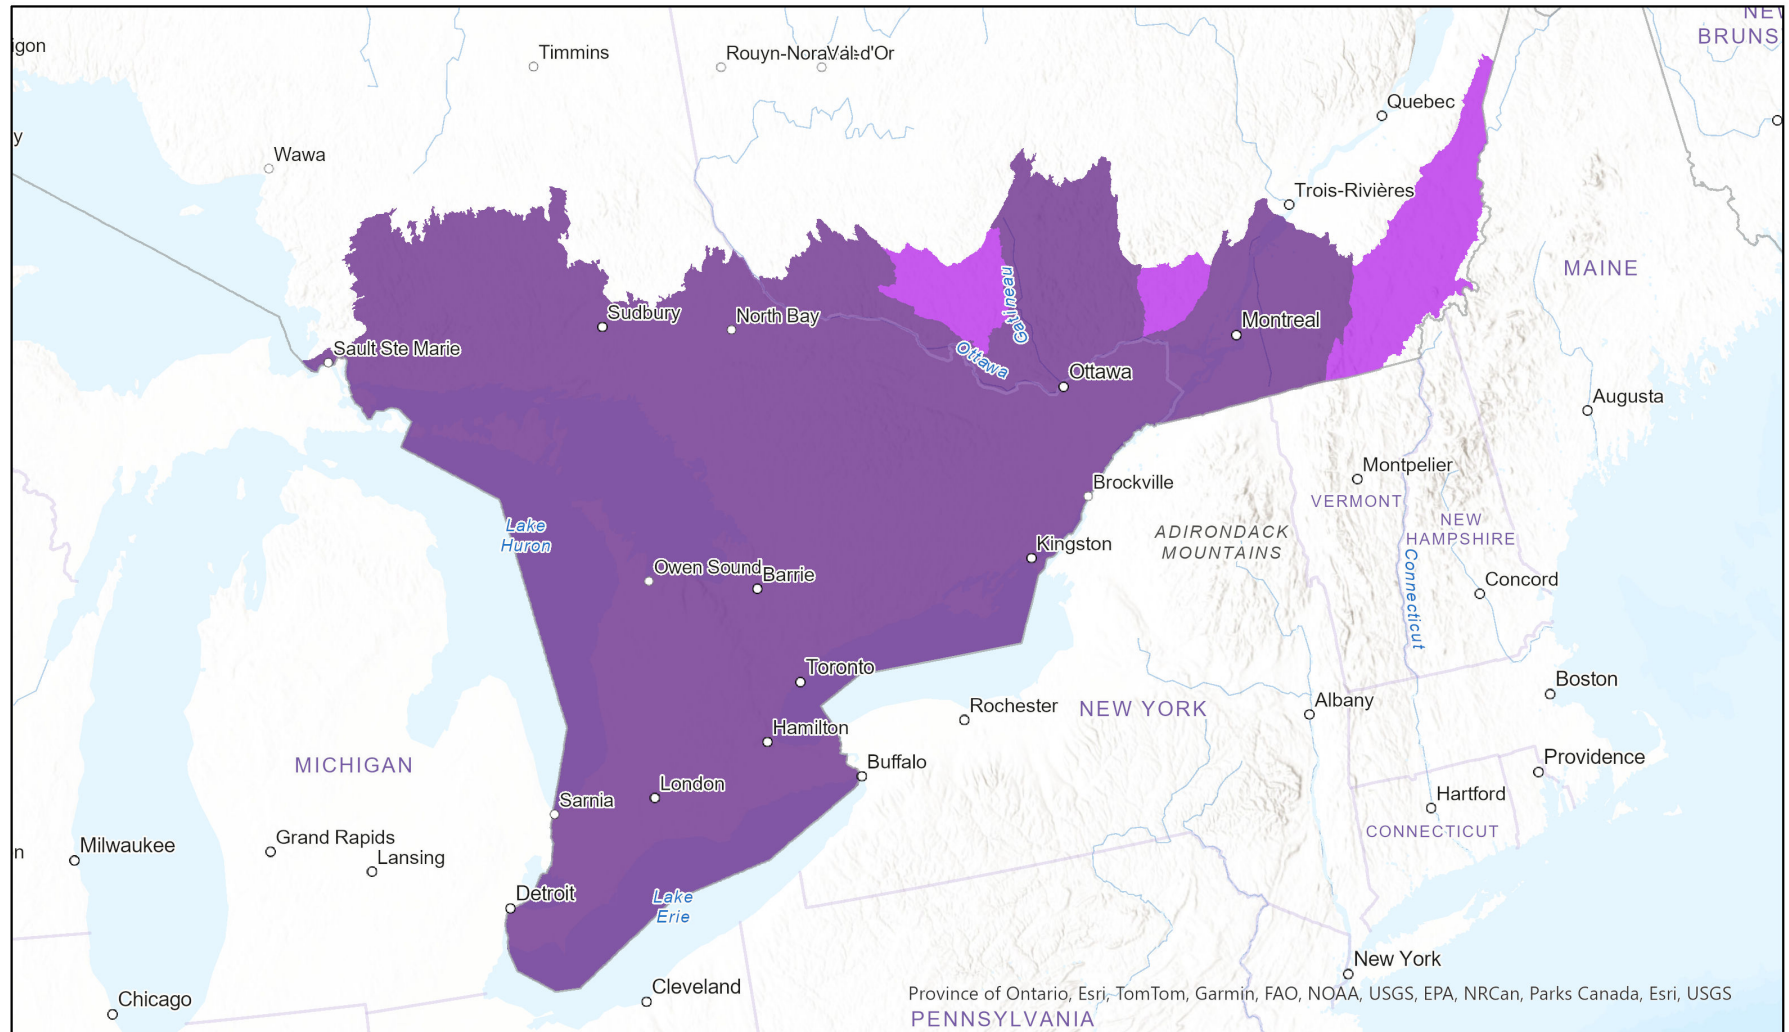 NEW
BRUNS
igon
Timmins
Rouyn-Nora
Val-d'Or
Quebec
y
Wawa
Trois-Rivières
MAINE
Gatineau
Sudbury
North Bay
Montreal
Sault Ste Marie
Ottawa
Ottawa
Augusta
Montpelier
Brockville
VERMONT
Lake
Huron
NEW
HAMPSHIRE
ADIRONDACK
MOUNTAINS
Kingston
Owen Sound
Barrie
Connecticut
Concord
Toronto
Boston
Rochester
NEW YORK
Albany
Hamilton
MICHIGAN
Buffalo
Providence
London
Sarnia
Hartford
CONNECTICUT
Grand Rapids
Milwaukee
n
Lansing
Detroit
Lake
Erie
New York
Cleveland
Chicago
Province of Ontario, Esri, TomTom, Garmin, FAO, NOAA, USGS, EPA, NRCan, Parks Canada, Esri, USGS
PENNSYLVANIA